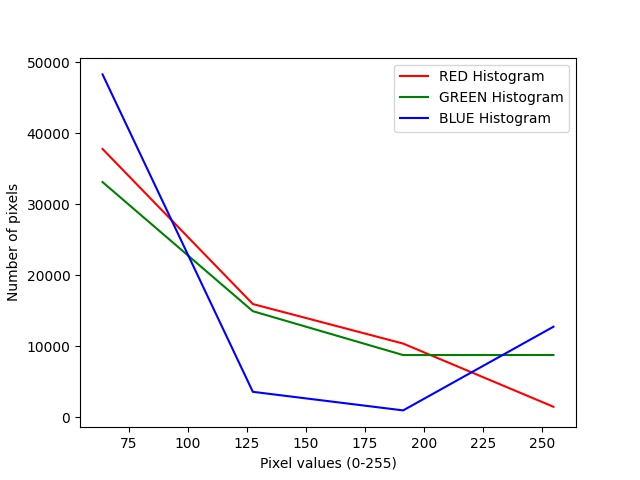 50000
40000
30000
20000
10000
0
Number of pixels
RED Histogram
GREEN Histogram
BLUE Histogram
75 100 125 150 175 200 225 250
Pixel values (0-255)